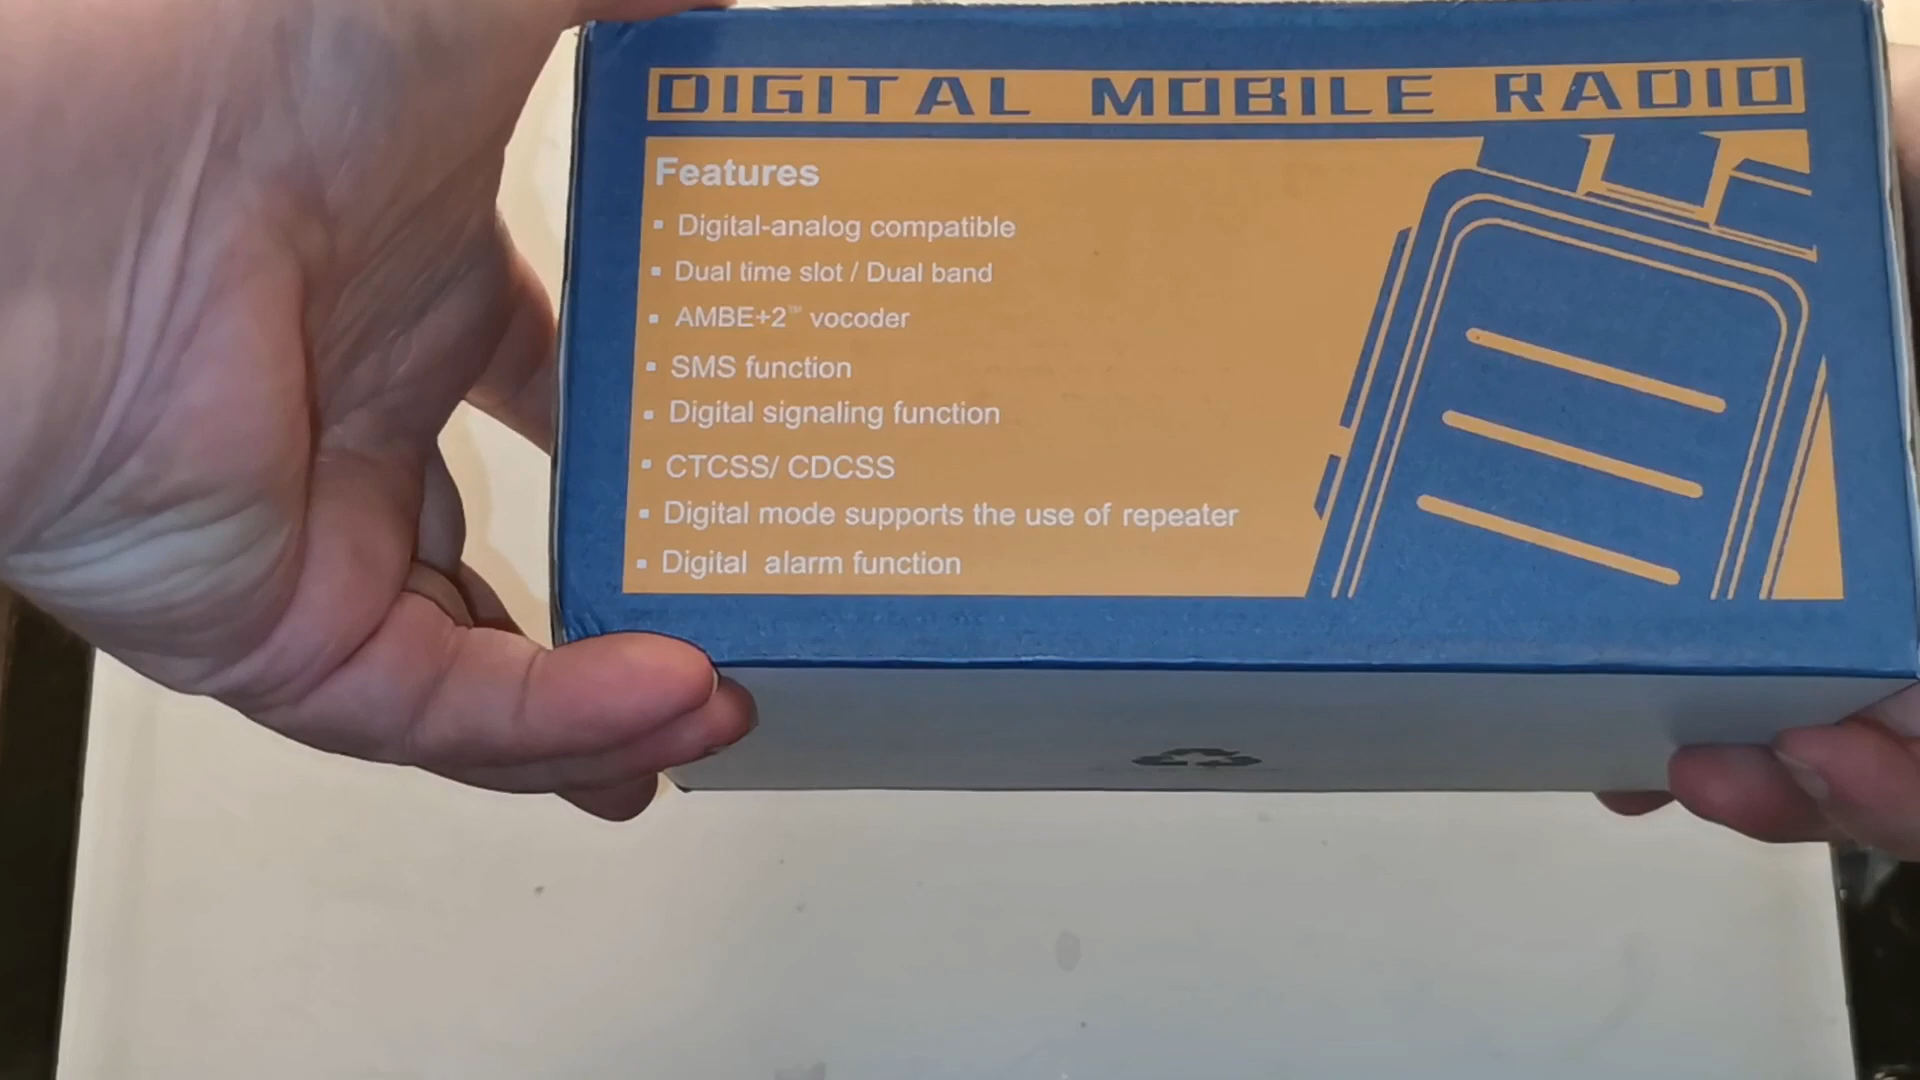 DIGITAL MOBILE RADIO
Features
▪ Digital-analog compatible
▪ Dual time slot / Dual band
▪ AMBE+2™ vocoder
▪ SMS function
▪ Digital signaling function
▪ CTCSS/ CDCSS
▪ Digital mode supports the use of repeater
▪ Digital alarm function